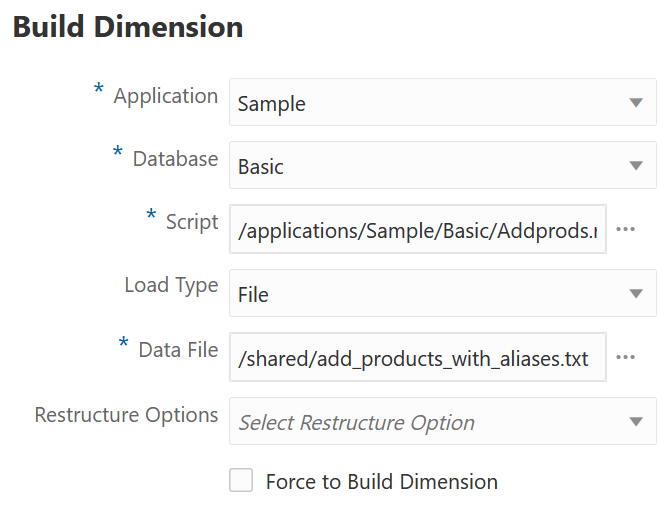 Build Dimension
* Application Sample
* Database Basic
* Script /applications/Sample/Basic/Addprods.r
Load Type File
* Data File /shared/add_products_with_aliases.txt
Restructure Options Select Restructure Option
Force to Build Dimension